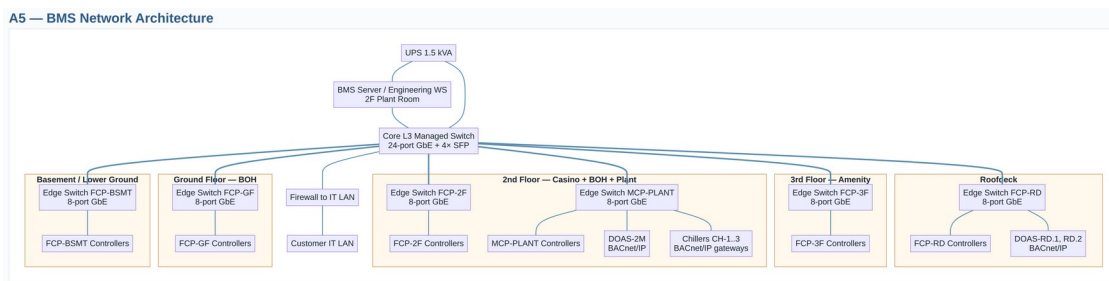 A5 — BMS Network Architecture
UPS 1.5 kVA
BMS Server / Engineering WS
2F Plant Room
Core L3 Managed Switch
24-port GbE + 4× SFP
Basement / Lower Ground
Edge Switch FCP-BSMT
8-port GbE
FCP-BSMT Controllers
Ground Floor — BOH
Edge Switch FCP-GF
8-port GbE
FCP-GF Controllers
Firewall to IT LAN
Customer IT LAN
2nd Floor — Casino + BOH + Plant
Edge Switch FCP-2F
8-port GbE
FCP-2F Controllers
Edge Switch MCP-PLANT
8-port GbE
MCP-PLANT Controllers
DOAS-2M
BACnet/IP
Chillers CH-1..3
BACnet/IP gateways
3rd Floor — Amenity
Edge Switch FCP-3F
8-port GbE
FCP-3F Controllers
Roofdeck
Edge Switch FCP-RD
8-port GbE
FCP-RD Controllers
DOAS-RD.1, RD.2
BACnet/IP